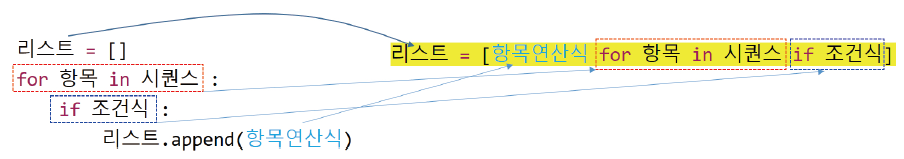 리스트 = []
for 항목 in 시퀀스 :
if 조건식 :
리스트.append(항목연산식)
리스트 = [항목연산식 for 항목 in 시퀀스 if 조건식]